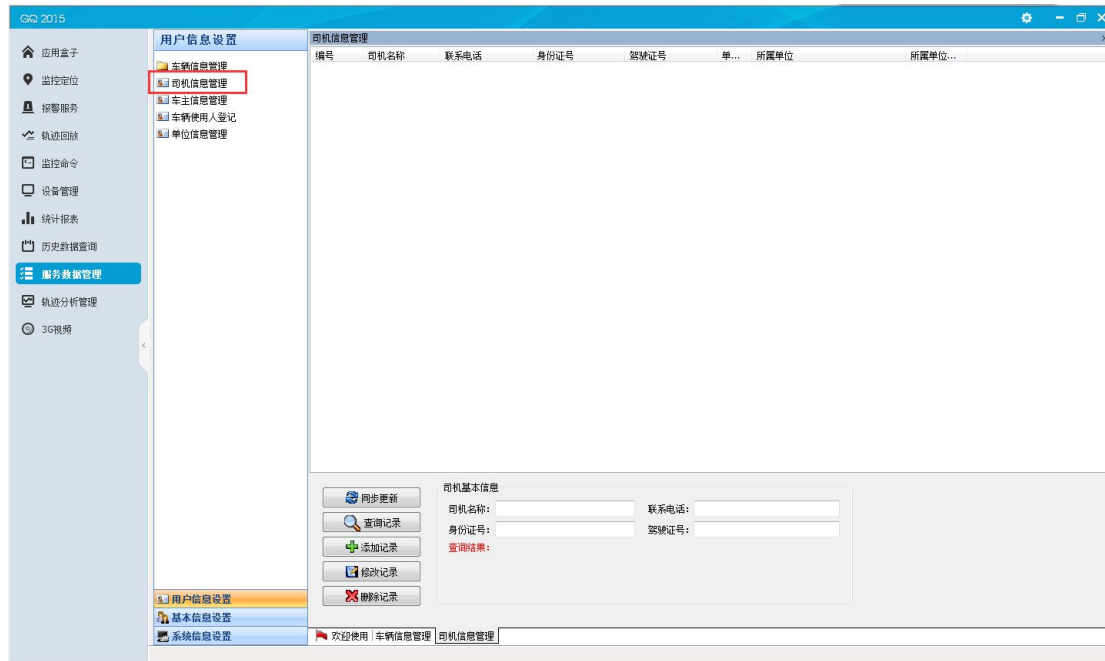 GQ 2015
应用盒子
监控定位
报警服务
轨迹回放
监控命令
设备管理
统计报表
历史数据查询
服务数据管理
轨迹分析管理
3G视频
用户信息设置
车辆信息管理
司机信息管理
车主信息管理
车辆使用人登记
单位信息管理
用户信息设置
基本信息设置
系统信息设置
司机信息管理
编号 司机名称 联系电话 身份证号 驾驶证号 单... 所属单位 所属单位...
同步更新
查询记录
添加记录
修改记录
删除记录
司机基本信息
司机名称: 联系电话:
身份证号: 驾驶证号:
查询结果:
欢迎使用 车辆信息管理 司机信息管理